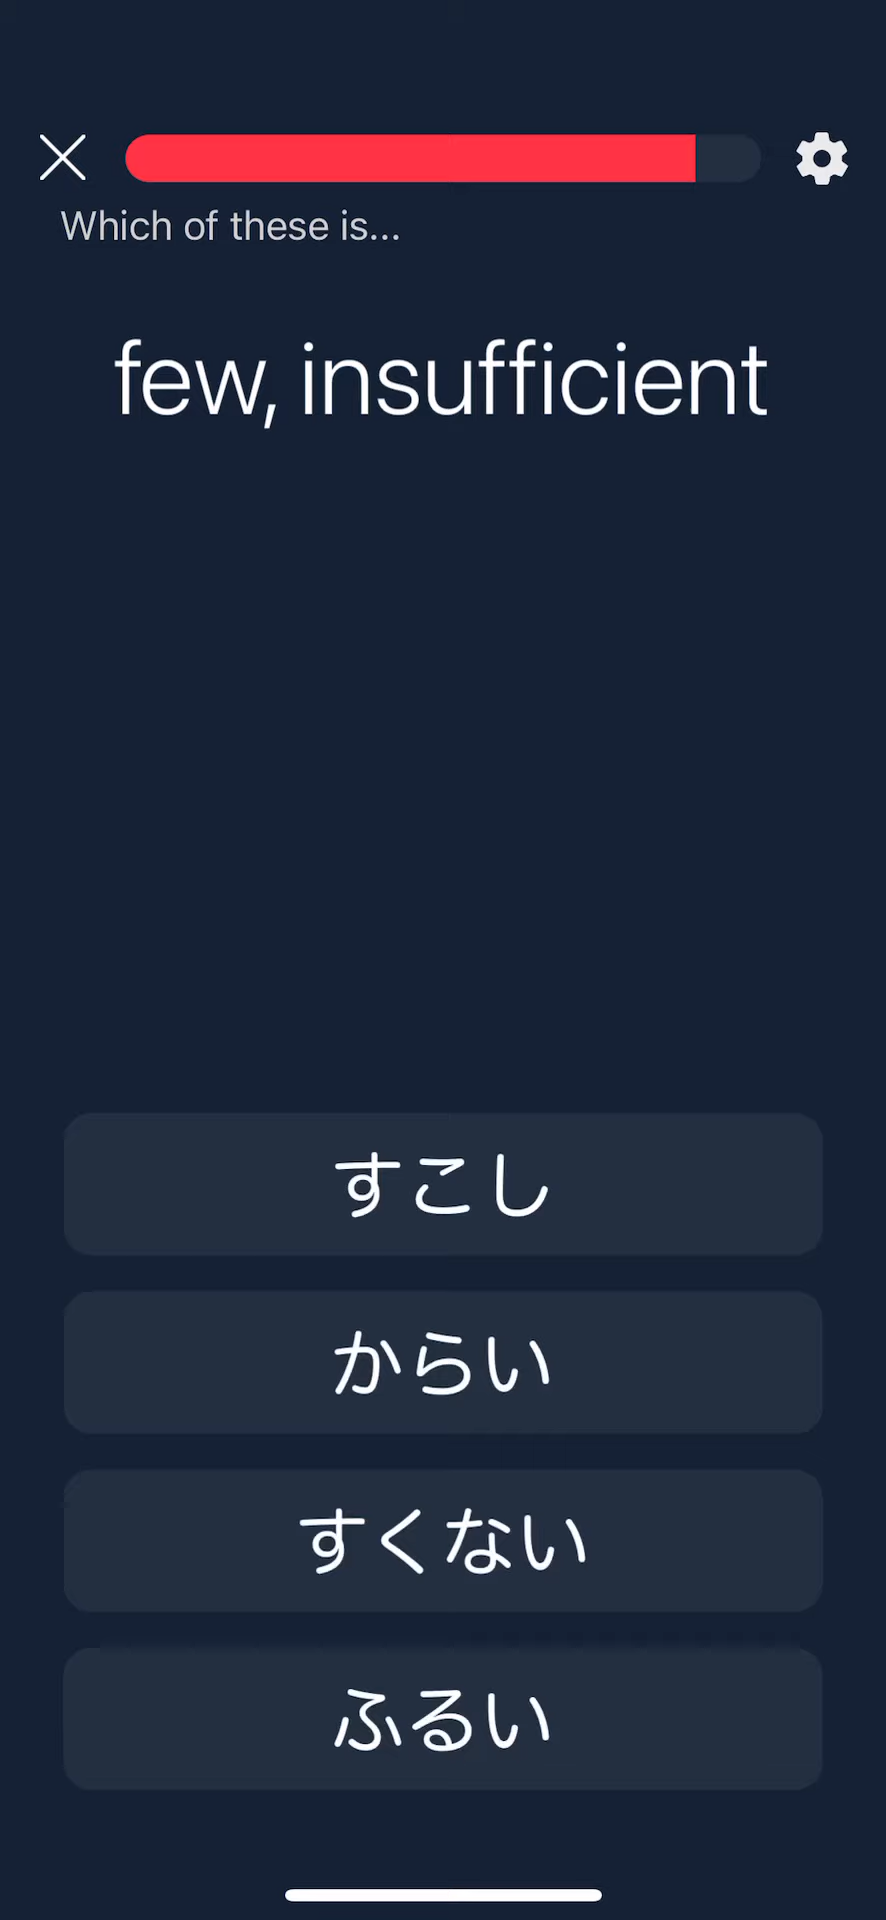 Which of these is...
few, insufficient
すこし
からい
すくない
ふるい